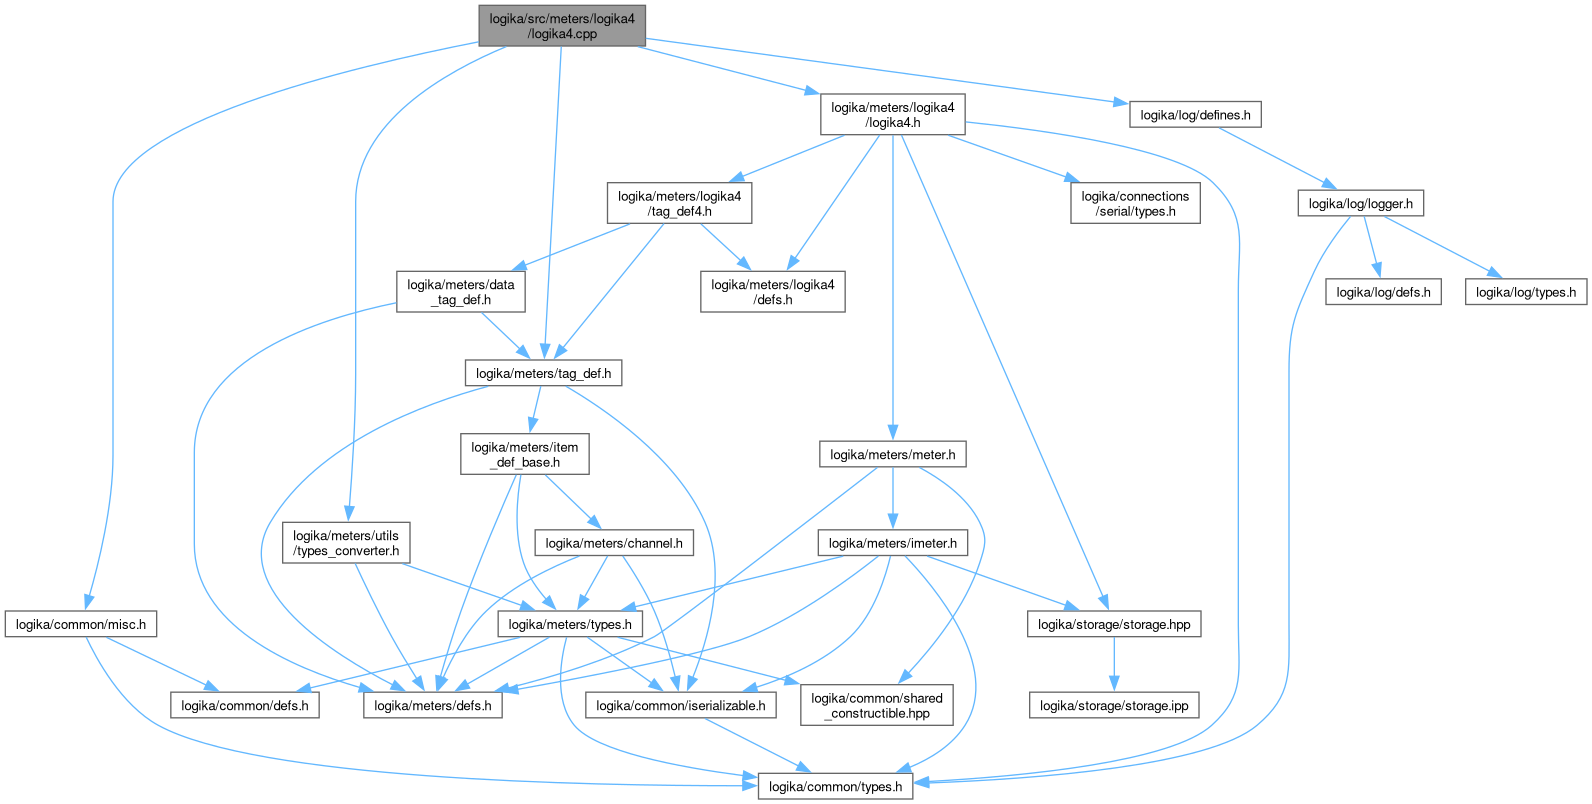 logika/src/meters/logika4
/logika4.cpp
logika/meters/logika4
/logika4.h
logika/log/defines.h
logika/meters/logika4
/tag_def4.h
logika/connections
/serial/types.h
logika/log/logger.h
logika/meters/data
_tag_def.h
logika/meters/logika4
/defs.h
logika/log/defs.h
logika/log/types.h
logika/meters/tag_def.h
logika/meters/item
_def_base.h
logika/meters/meter.h
logika/meters/utils
/types_converter.h
logika/meters/channel.h
logika/meters/imeter.h
logika/common/misc.h
logika/meters/types.h
logika/storage/storage.hpp
logika/common/defs.h
logika/meters/defs.h
logika/common/iserializable.h
logika/common/shared
_constructible.hpp
logika/storage/storage.ipp
logika/common/types.h